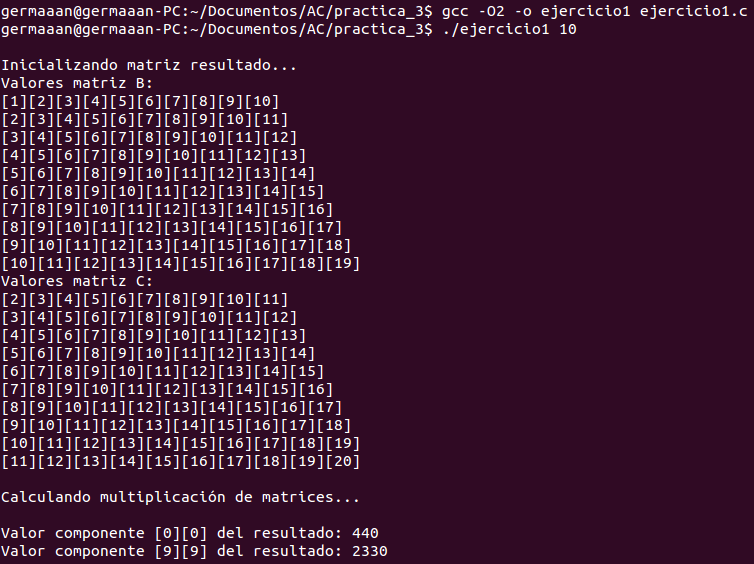 germaaan@germaaan-PC:~/Documentos/AC/practica_3$ gcc -O2 -o ejercicio1 ejercicio1.c
germaaan@germaaan-PC:~/Documentos/AC/practica_3$ ./ejercicio1 10
Inicializando matriz resultado...
Valores matriz B:
[1][2][3][4][5][6][7][8][9][10]
[2][3][4][5][6][7][8][9][10][11]
[3][4][5][6][7][8][9][10][11][12]
[4][5][6][7][8][9][10][11][12][13]
[5][6][7][8][9][10][11][12][13][14]
[6][7][8][9][10][11][12][13][14][15]
[7][8][9][10][11][12][13][14][15][16]
[8][9][10][11][12][13][14][15][16][17]
[9][10][11][12][13][14][15][16][17][18]
[10][11][12][13][14][15][16][17][18][19]
Valores matriz C:
[2][3][4][5][6][7][8][9][10][11]
[3][4][5][6][7][8][9][10][11][12]
[4][5][6][7][8][9][10][11][12][13]
[5][6][7][8][9][10][11][12][13][14]
[6][7][8][9][10][11][12][13][14][15]
[7][8][9][10][11][12][13][14][15][16]
[8][9][10][11][12][13][14][15][16][17]
[9][10][11][12][13][14][15][16][17][18]
[10][11][12][13][14][15][16][17][18][19]
[11][12][13][14][15][16][17][18][19][20]
Calculando multiplicación de matrices...
Valor componente [0][0] del resultado: 440
Valor componente [9][9] del resultado: 2330